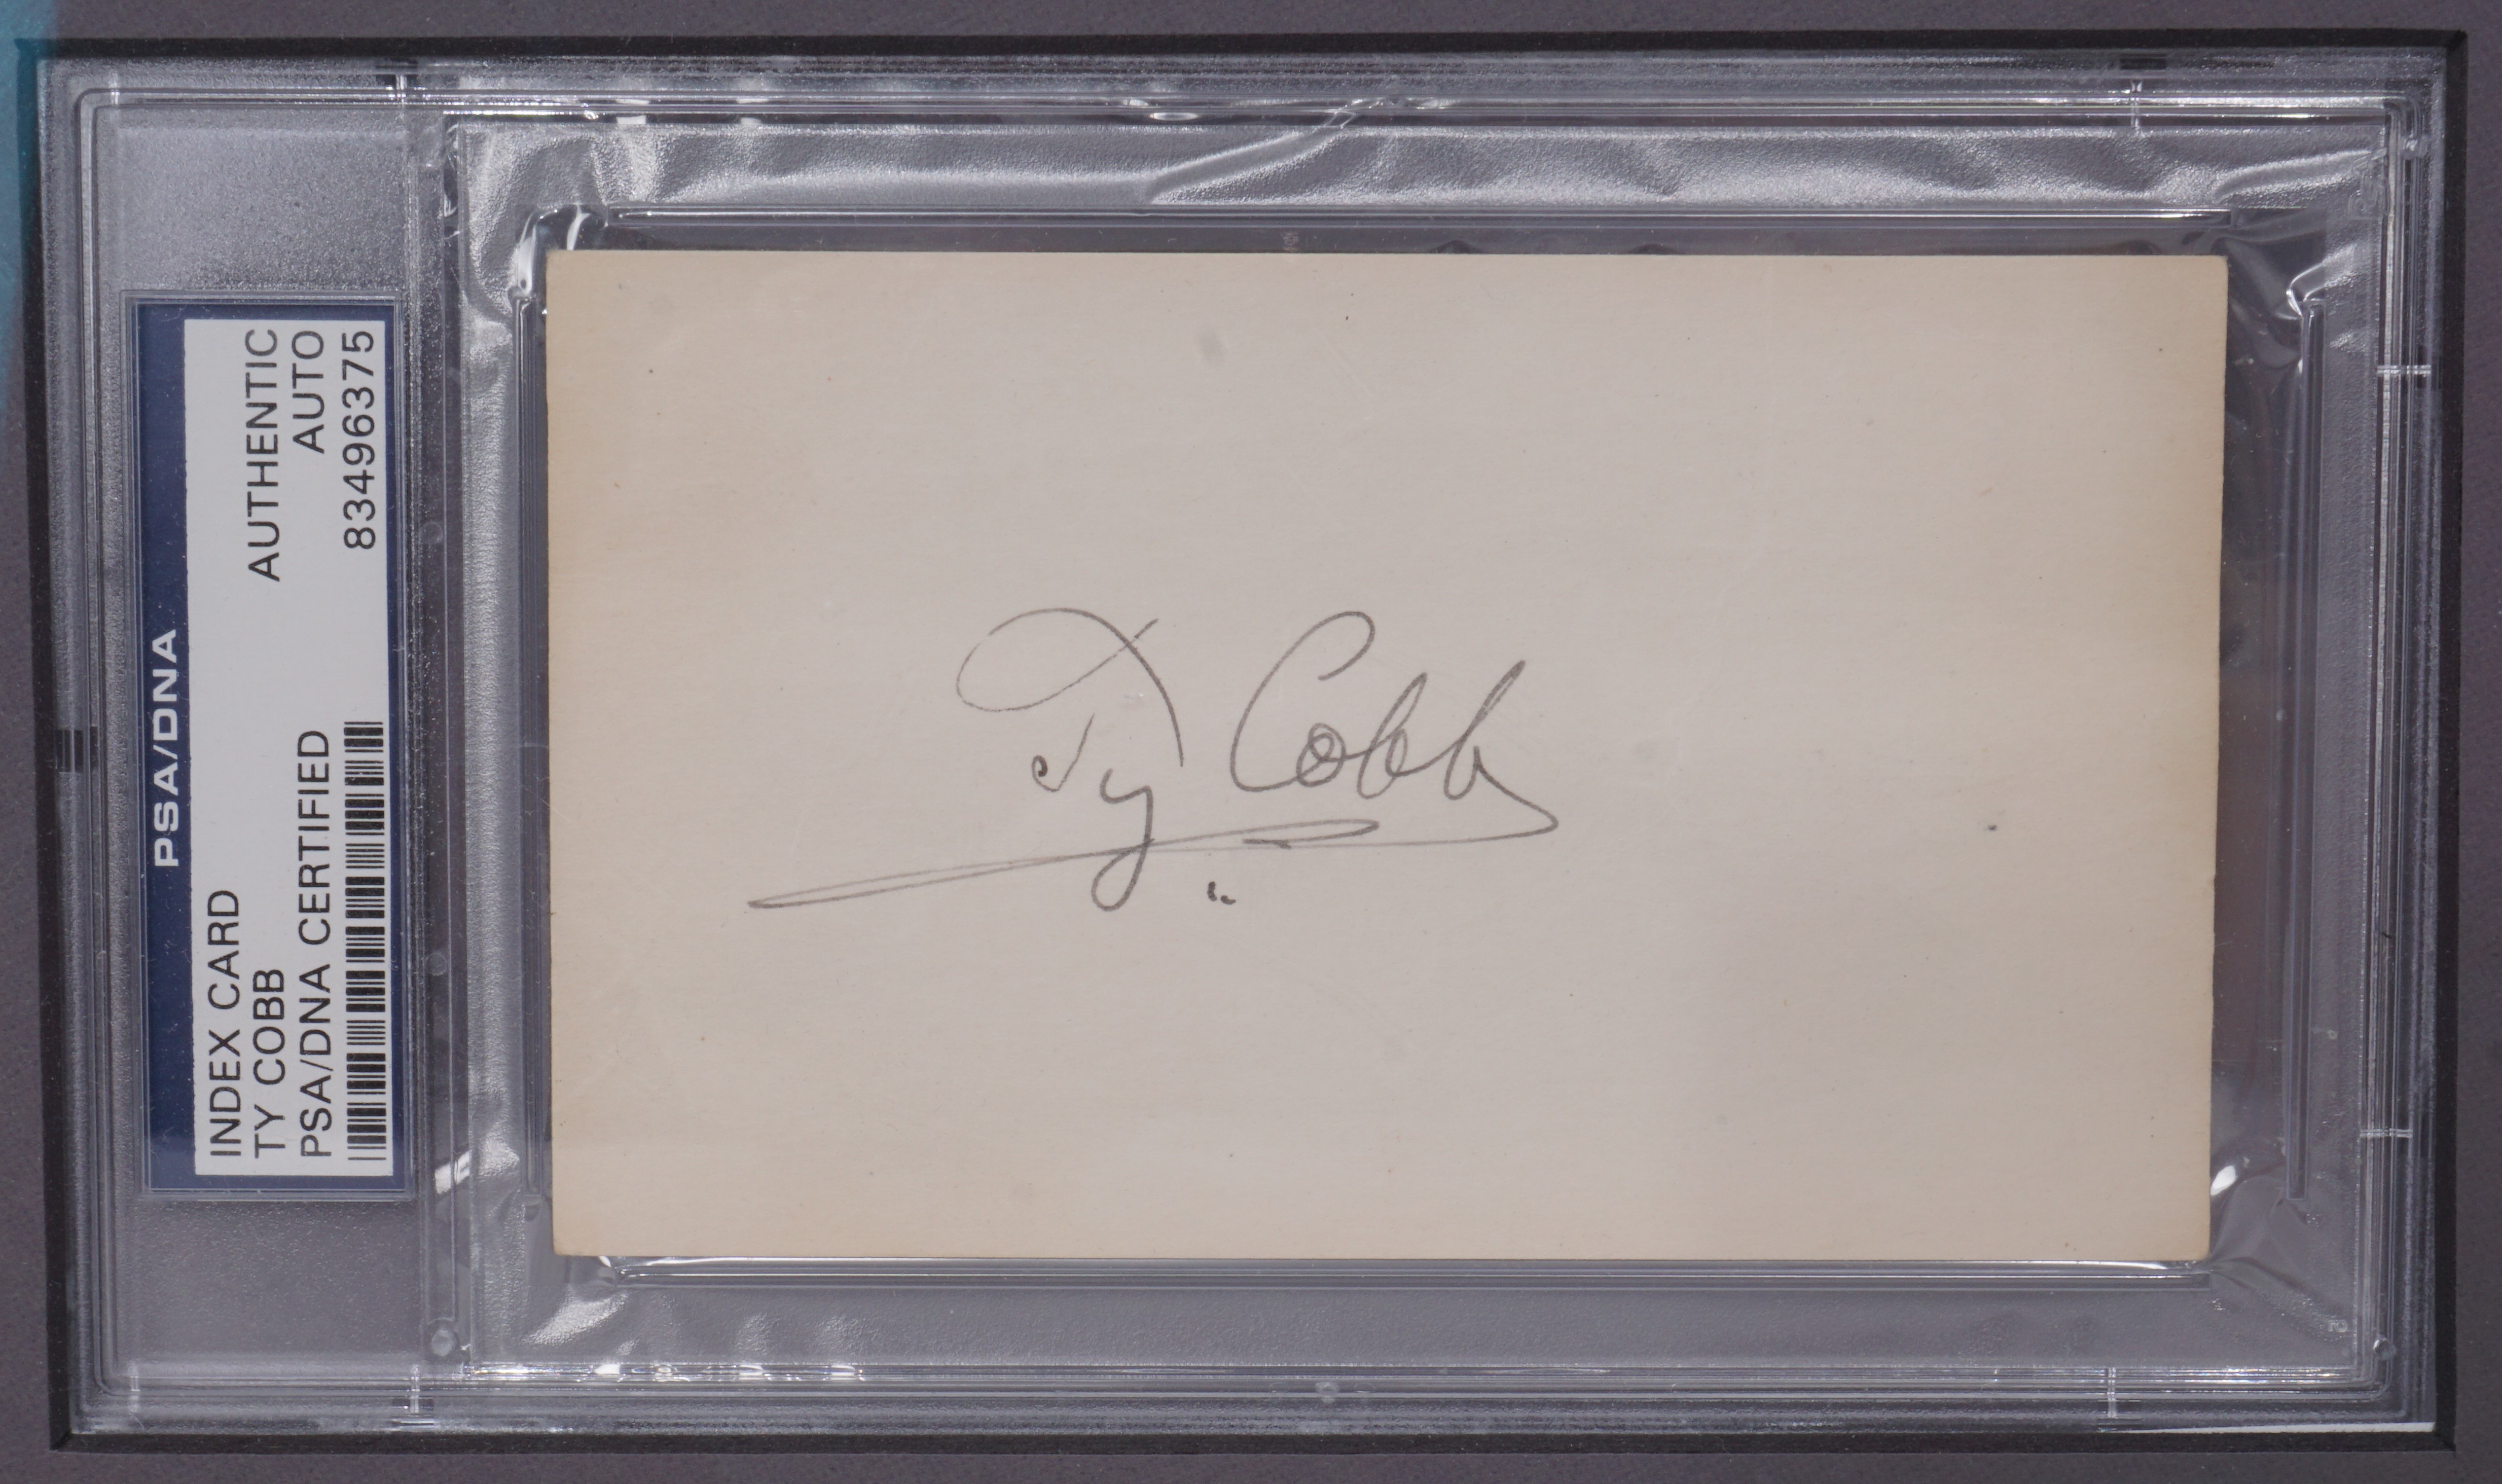 PSA/DNA
INDEX CARD
TY COBB
PSA/DNA CERTIFIED
AUTHENTIC
AUTO
83496375
Ty Cobb